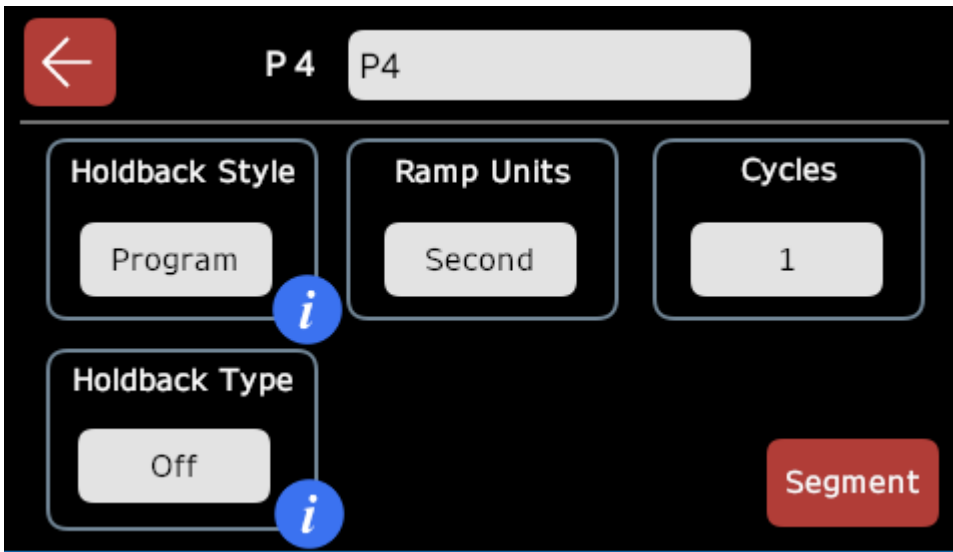 P 4
P4
Holdback Style
Ramp Units
Cycles
Program
Second
1
i
Holdback Type
Off
i
Segment